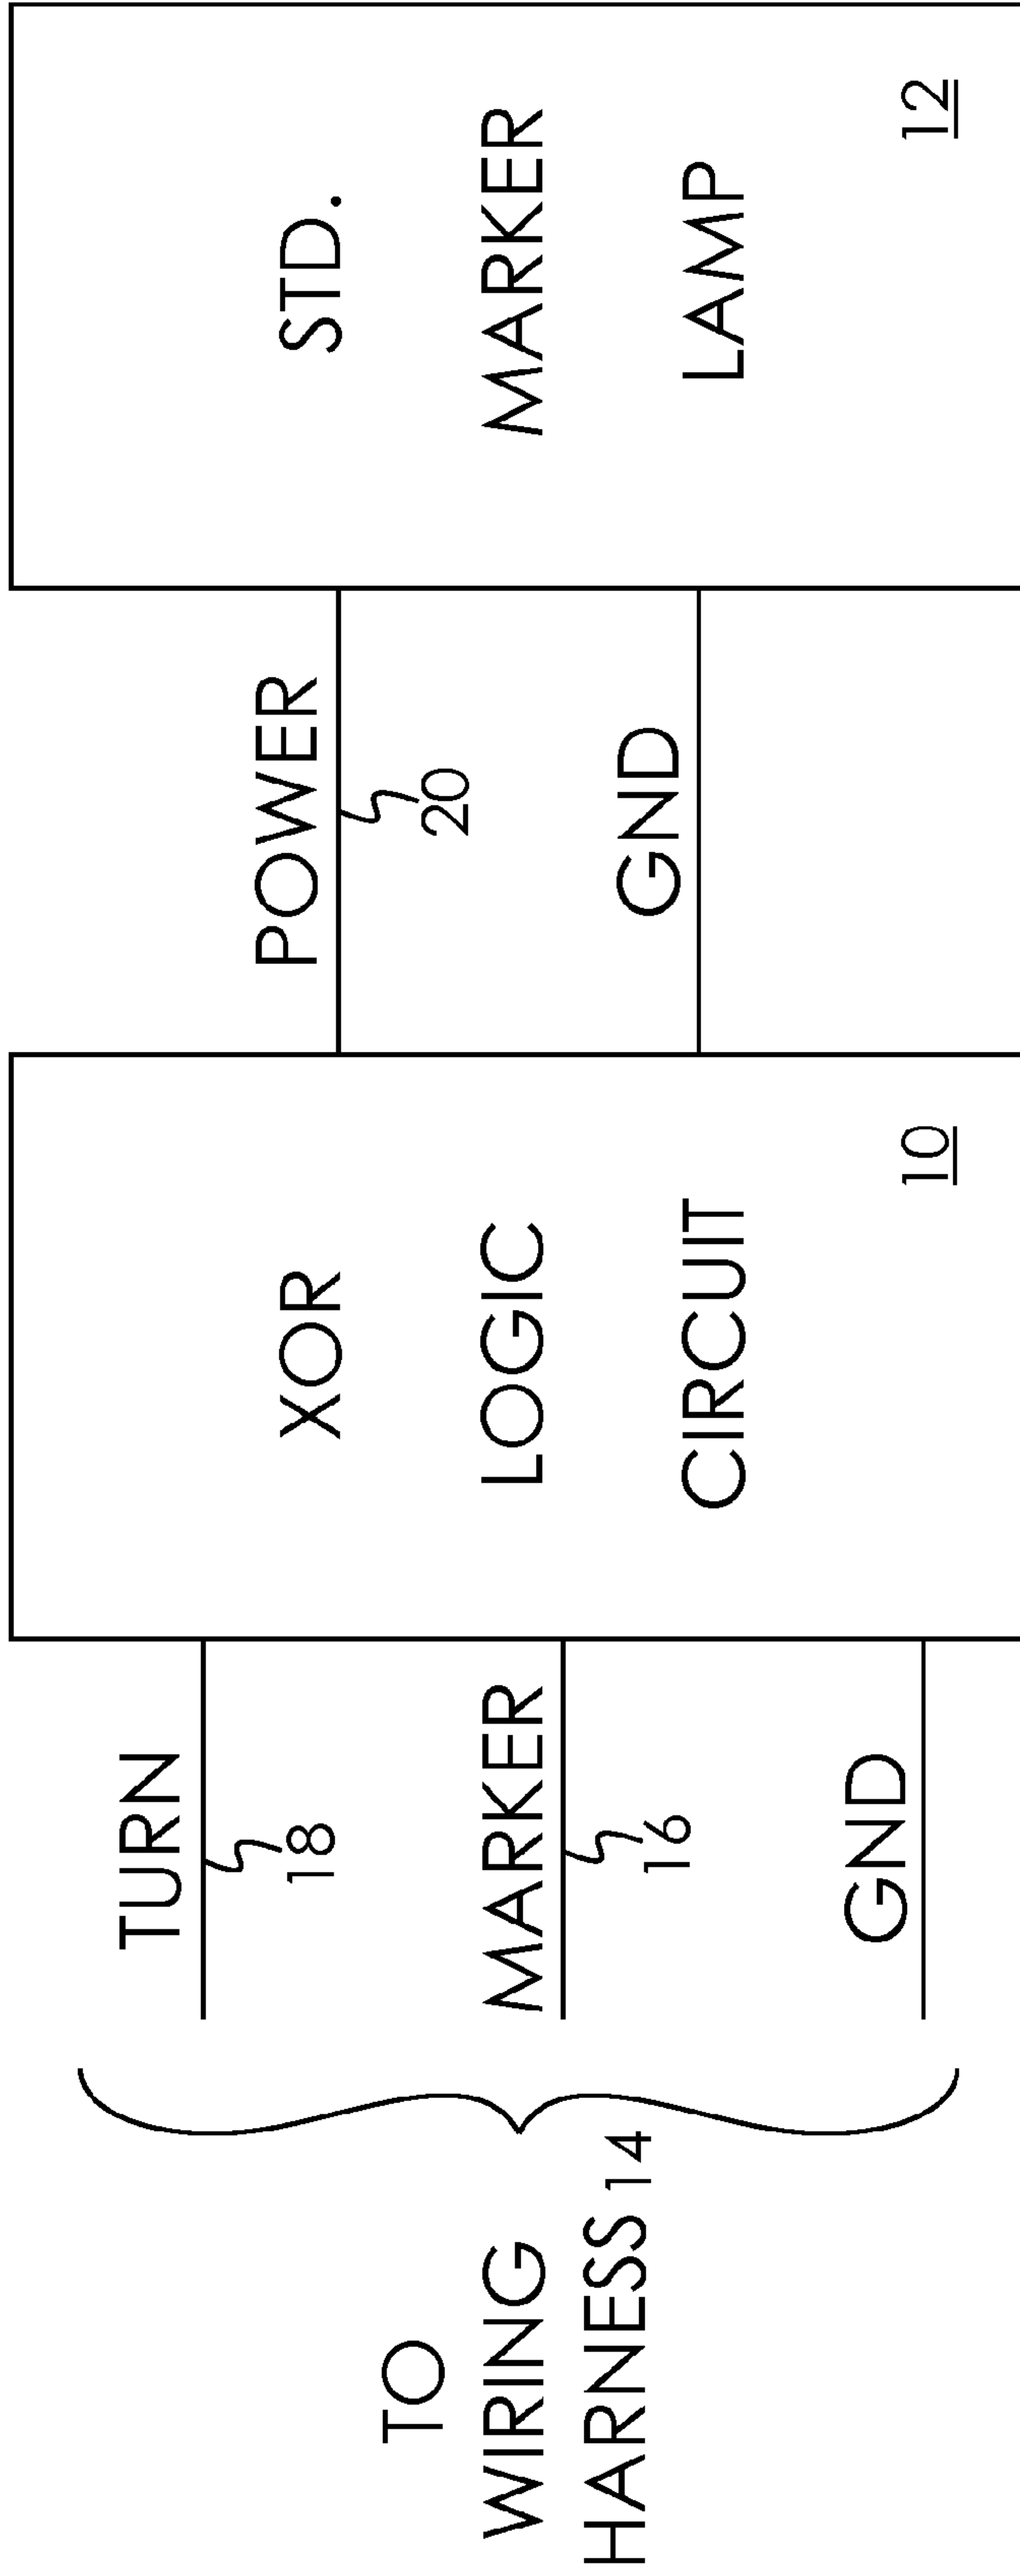 TO
WIRING
HARNESS 14
TURN
18
MARKER
16
GND
XOR
LOGIC
CIRCUIT
10
POWER
20
GND
STD.
MARKER
LAMP
12